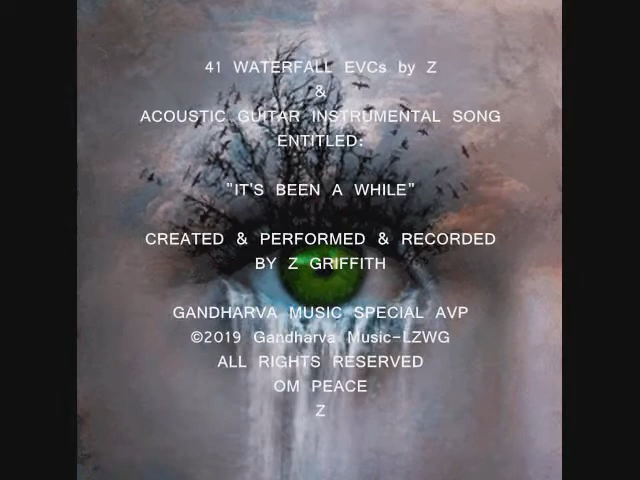 41 WATERFALL EVCs by Z
&
ACOUSTIC GUITAR INSTRUMENTAL SONG
ENTITLED:
"IT'S BEEN A WHILE"
CREATED & PERFORMED & RECORDED
BY Z GRIFFITH
GANDHARVA MUSIC SPECIAL AVP
©2019 Gandharva Music-LZWG
ALL RIGHTS RESERVED
OM PEACE
Z